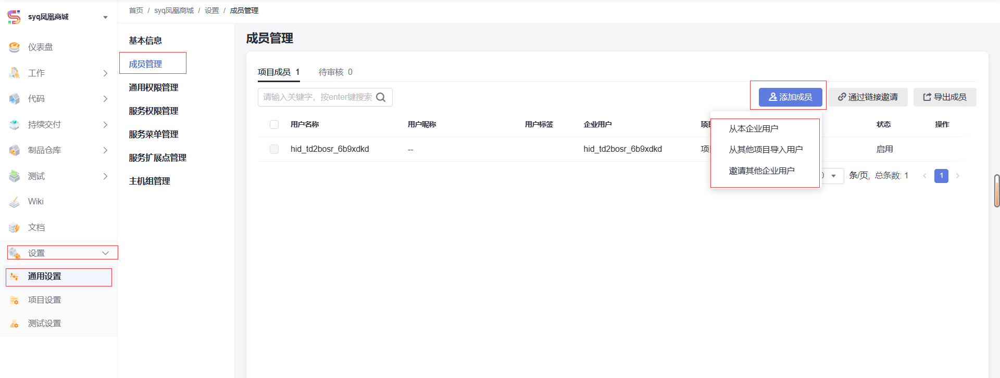 syq凤凰商城
仪表盘
工作
代码
持续交付
制品仓库
测试
Wiki
文档
设置
通用设置
项目设置
测试设置
首页 / syq凤凰商城 / 设置 / 成员管理
基本信息
成员管理
通用权限管理
服务权限管理
服务菜单管理
服务扩展点管理
主机组管理
成员管理
项目成员 1 待审核 0
请输入关键字，按enter键搜索
添加成员 通过链接邀请 导出成员
用户名称 用户昵称 用户标签 企业用户 状态 操作
hid_td2bosr_6b9xdkd -- hid_td2bosr_6b9xdkd 启用
从本企业用户
从其他项目导入用户
邀请其他企业用户
条/页, 总条数: 1 < 1 >